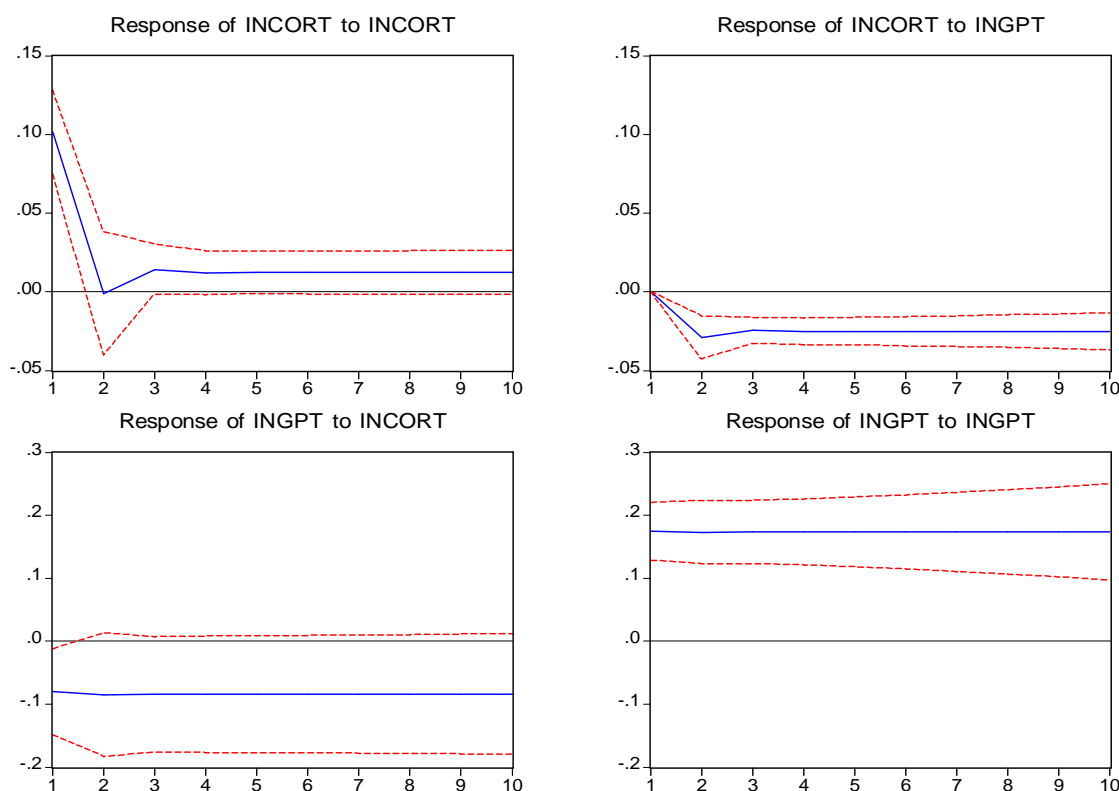 Response of INCORT to INCORT
.15
.10
.05
.00
-.05
1 2 3 4 5 6 7 8 9 10
Response of INCORT to INGPT
.15
.10
.05
.00
-.05
1 2 3 4 5 6 7 8 9 10
Response of INGPT to INCORT
.3
.2
.1
.0
-.1
-.2
1 2 3 4 5 6 7 8 9 10
Response of INGPT to INGPT
.3
.2
.1
.0
-.1
-.2
1 2 3 4 5 6 7 8 9 10